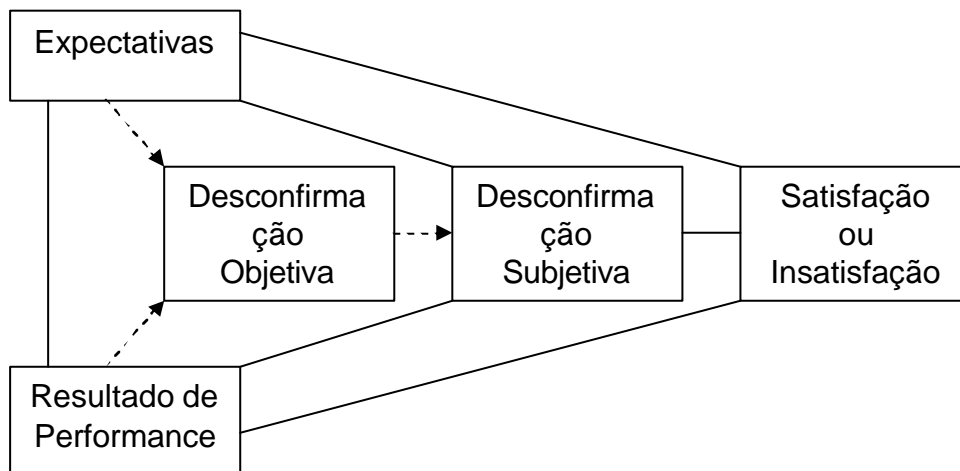 Expectativas
Desconfirma
ção
Objetiva
Desconfirma
ção
Subjetiva
Satisfação
ou
Insatisfação
Resultado de
Performance